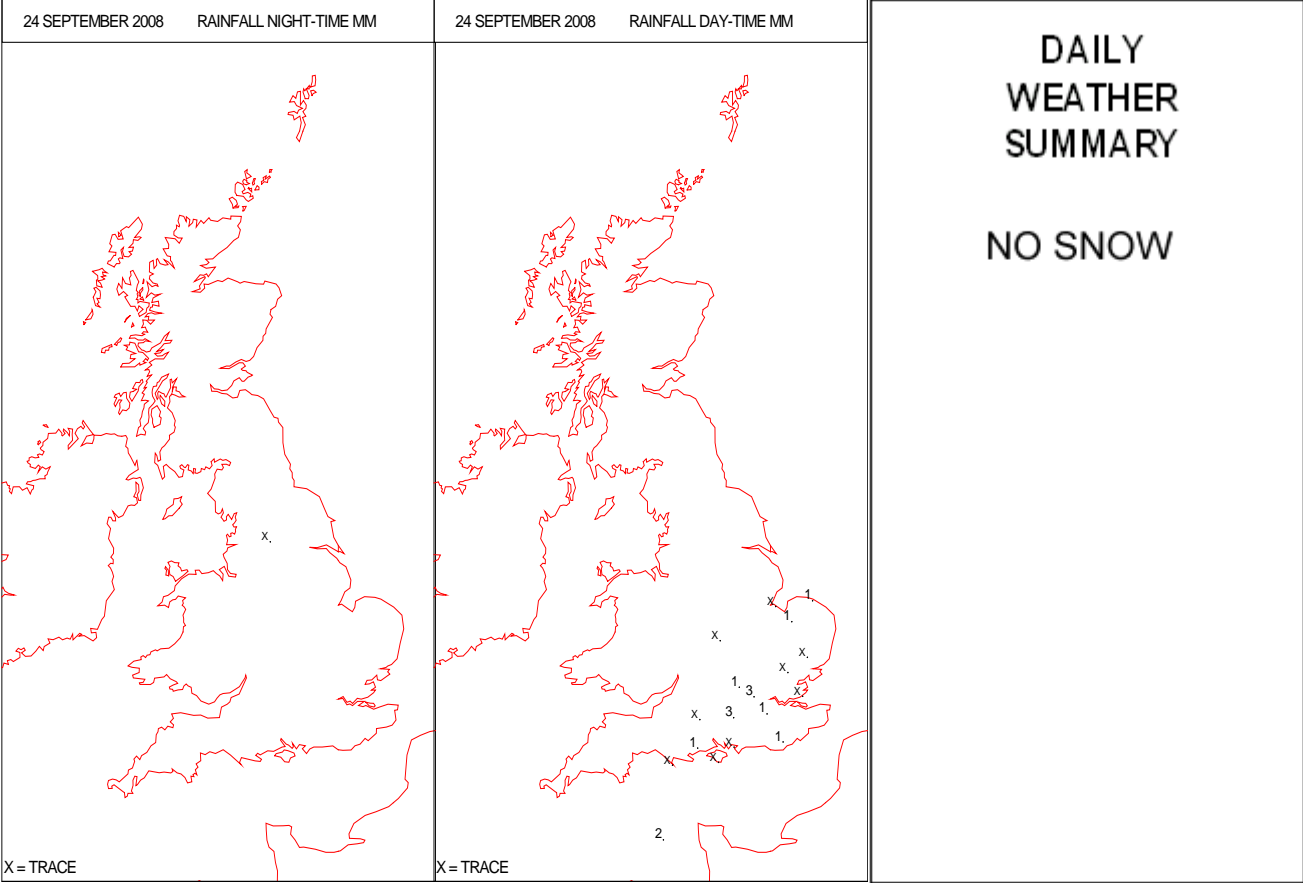 24 SEPTEMBER 2008 RAINFALL NIGHT-TIME MM
x.
X = TRACE
24 SEPTEMBER 2008 RAINFALL DAY-TIME MM
x. 1.
1.
x.
x.
x.
1. 3. x.
x. 3. 1.
1. x. 1.
x. x.
2.
X = TRACE
DAILY
WEATHER
SUMMARY
NO SNOW